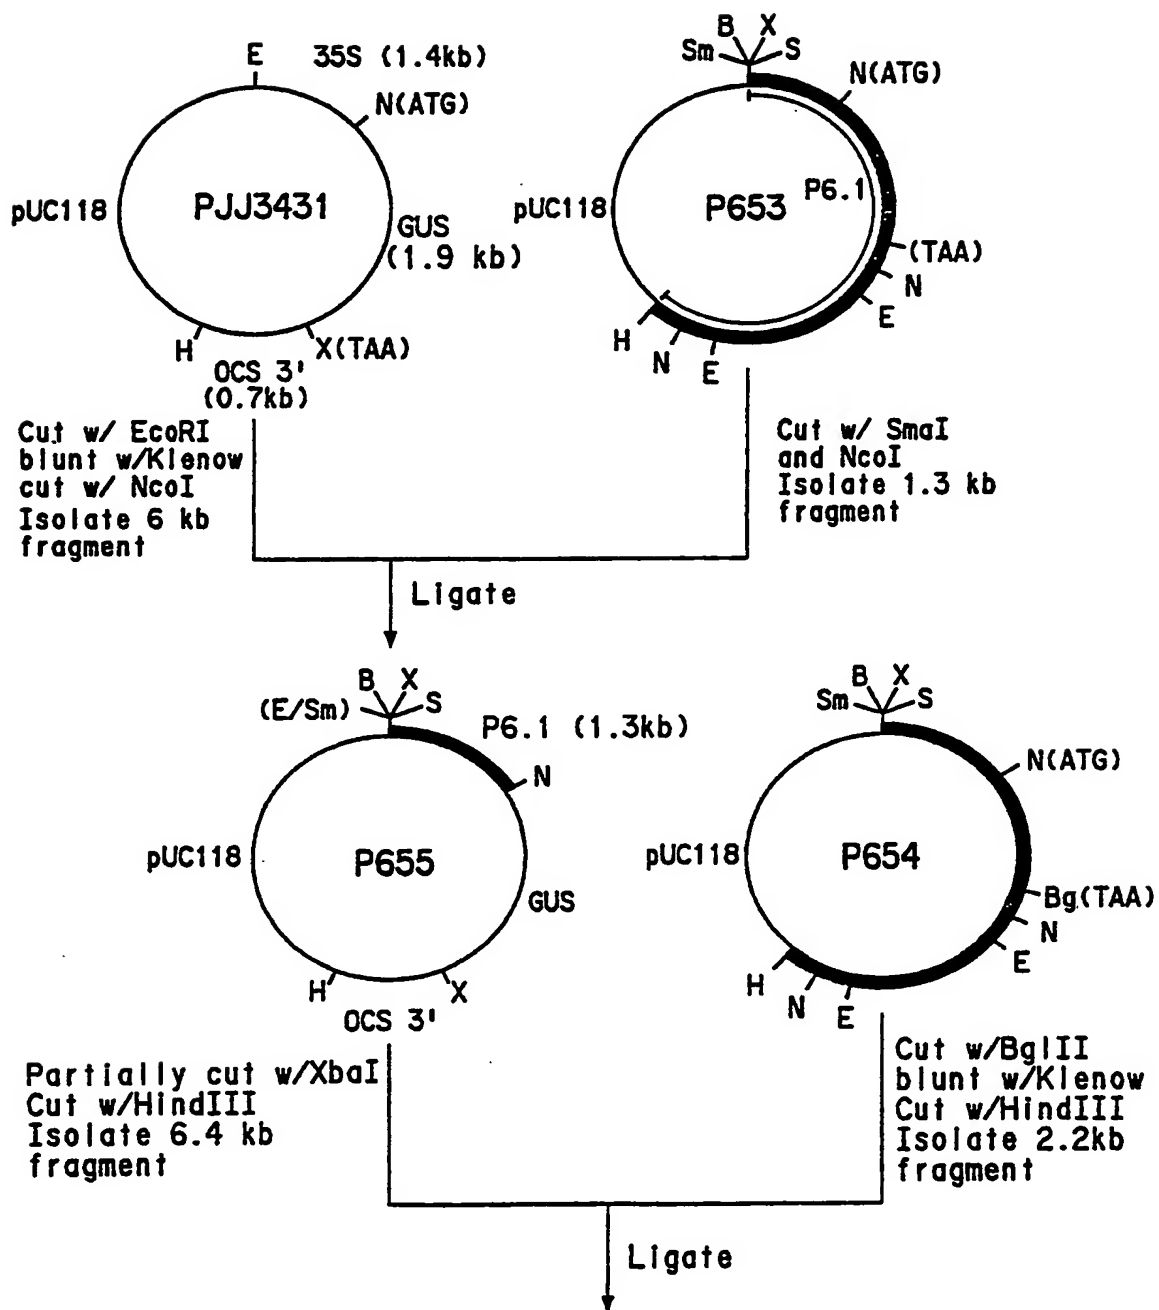 E
35S (1.4kb)
N(ATG)
pUC118
PJJ3431
GUS
(1.9 kb)
H
X(TAA)
OCS 3'
(0.7kb)
B
X
Sm
S
N(ATG)
pUC118
P653
P6.1
(TAA)
N
E
H
N
E
Cut w/ EcoRI
blunt w/Klenow
cut w/ NcoI
Isolate 6 kb
fragment
Cut w/ SmaI
and NcoI
Isolate 1.3 kb
fragment
Ligate
B
X
(E/Sm)
S
P6.1 (1.3kb)
N
pUC118
P655
GUS
H
X
OCS 3'
B
X
Sm
S
N(ATG)
pUC118
P654
Bg(TAA)
N
E
H
N
E
Partially cut w/XbaI
Cut w/HindIII
Isolate 6.4 kb
fragment
Cut w/BglII
blunt w/Klenow
Cut w/HindIII
Isolate 2.2kb
fragment
Ligate